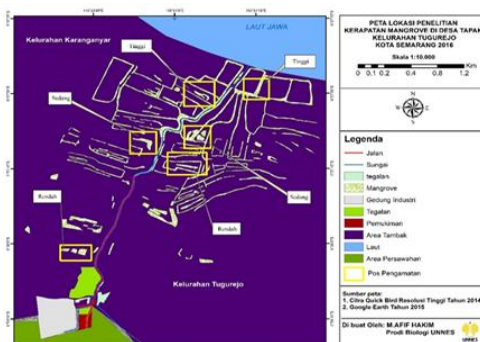 LAUT JAWA
Kelurahan Karanganyar
Tinggi
Tinggi
Sedang
Sedang
Rendah
Rendah
Kelurahan Tugurejo
PETA LOKASI PENELITIAN
KERAPATAN MANGROVE DI DESA TAPAK
KELURAHAN TUGUREJO
KOTA SEMARANG 2016
Skala 1:10.000
Km
0 0.1 0.2 0.4 0.6 0.8 1.2
N
Legenda
Jalan
Sungai
tegalan
Mangrove
Gedung Industri
Tegalan
Pemukiman
Area Tambak
Laut
Area Persawahan
Pos Pengamatan
Sumber peta:
1. Citra Quick Bird Resolusi Tinggi Tahun 2014
2. Google Earth Tahun 2015
Di buat Oleh: M.AFIF HAKIM
Prodi Biologi UNNES
UNNES